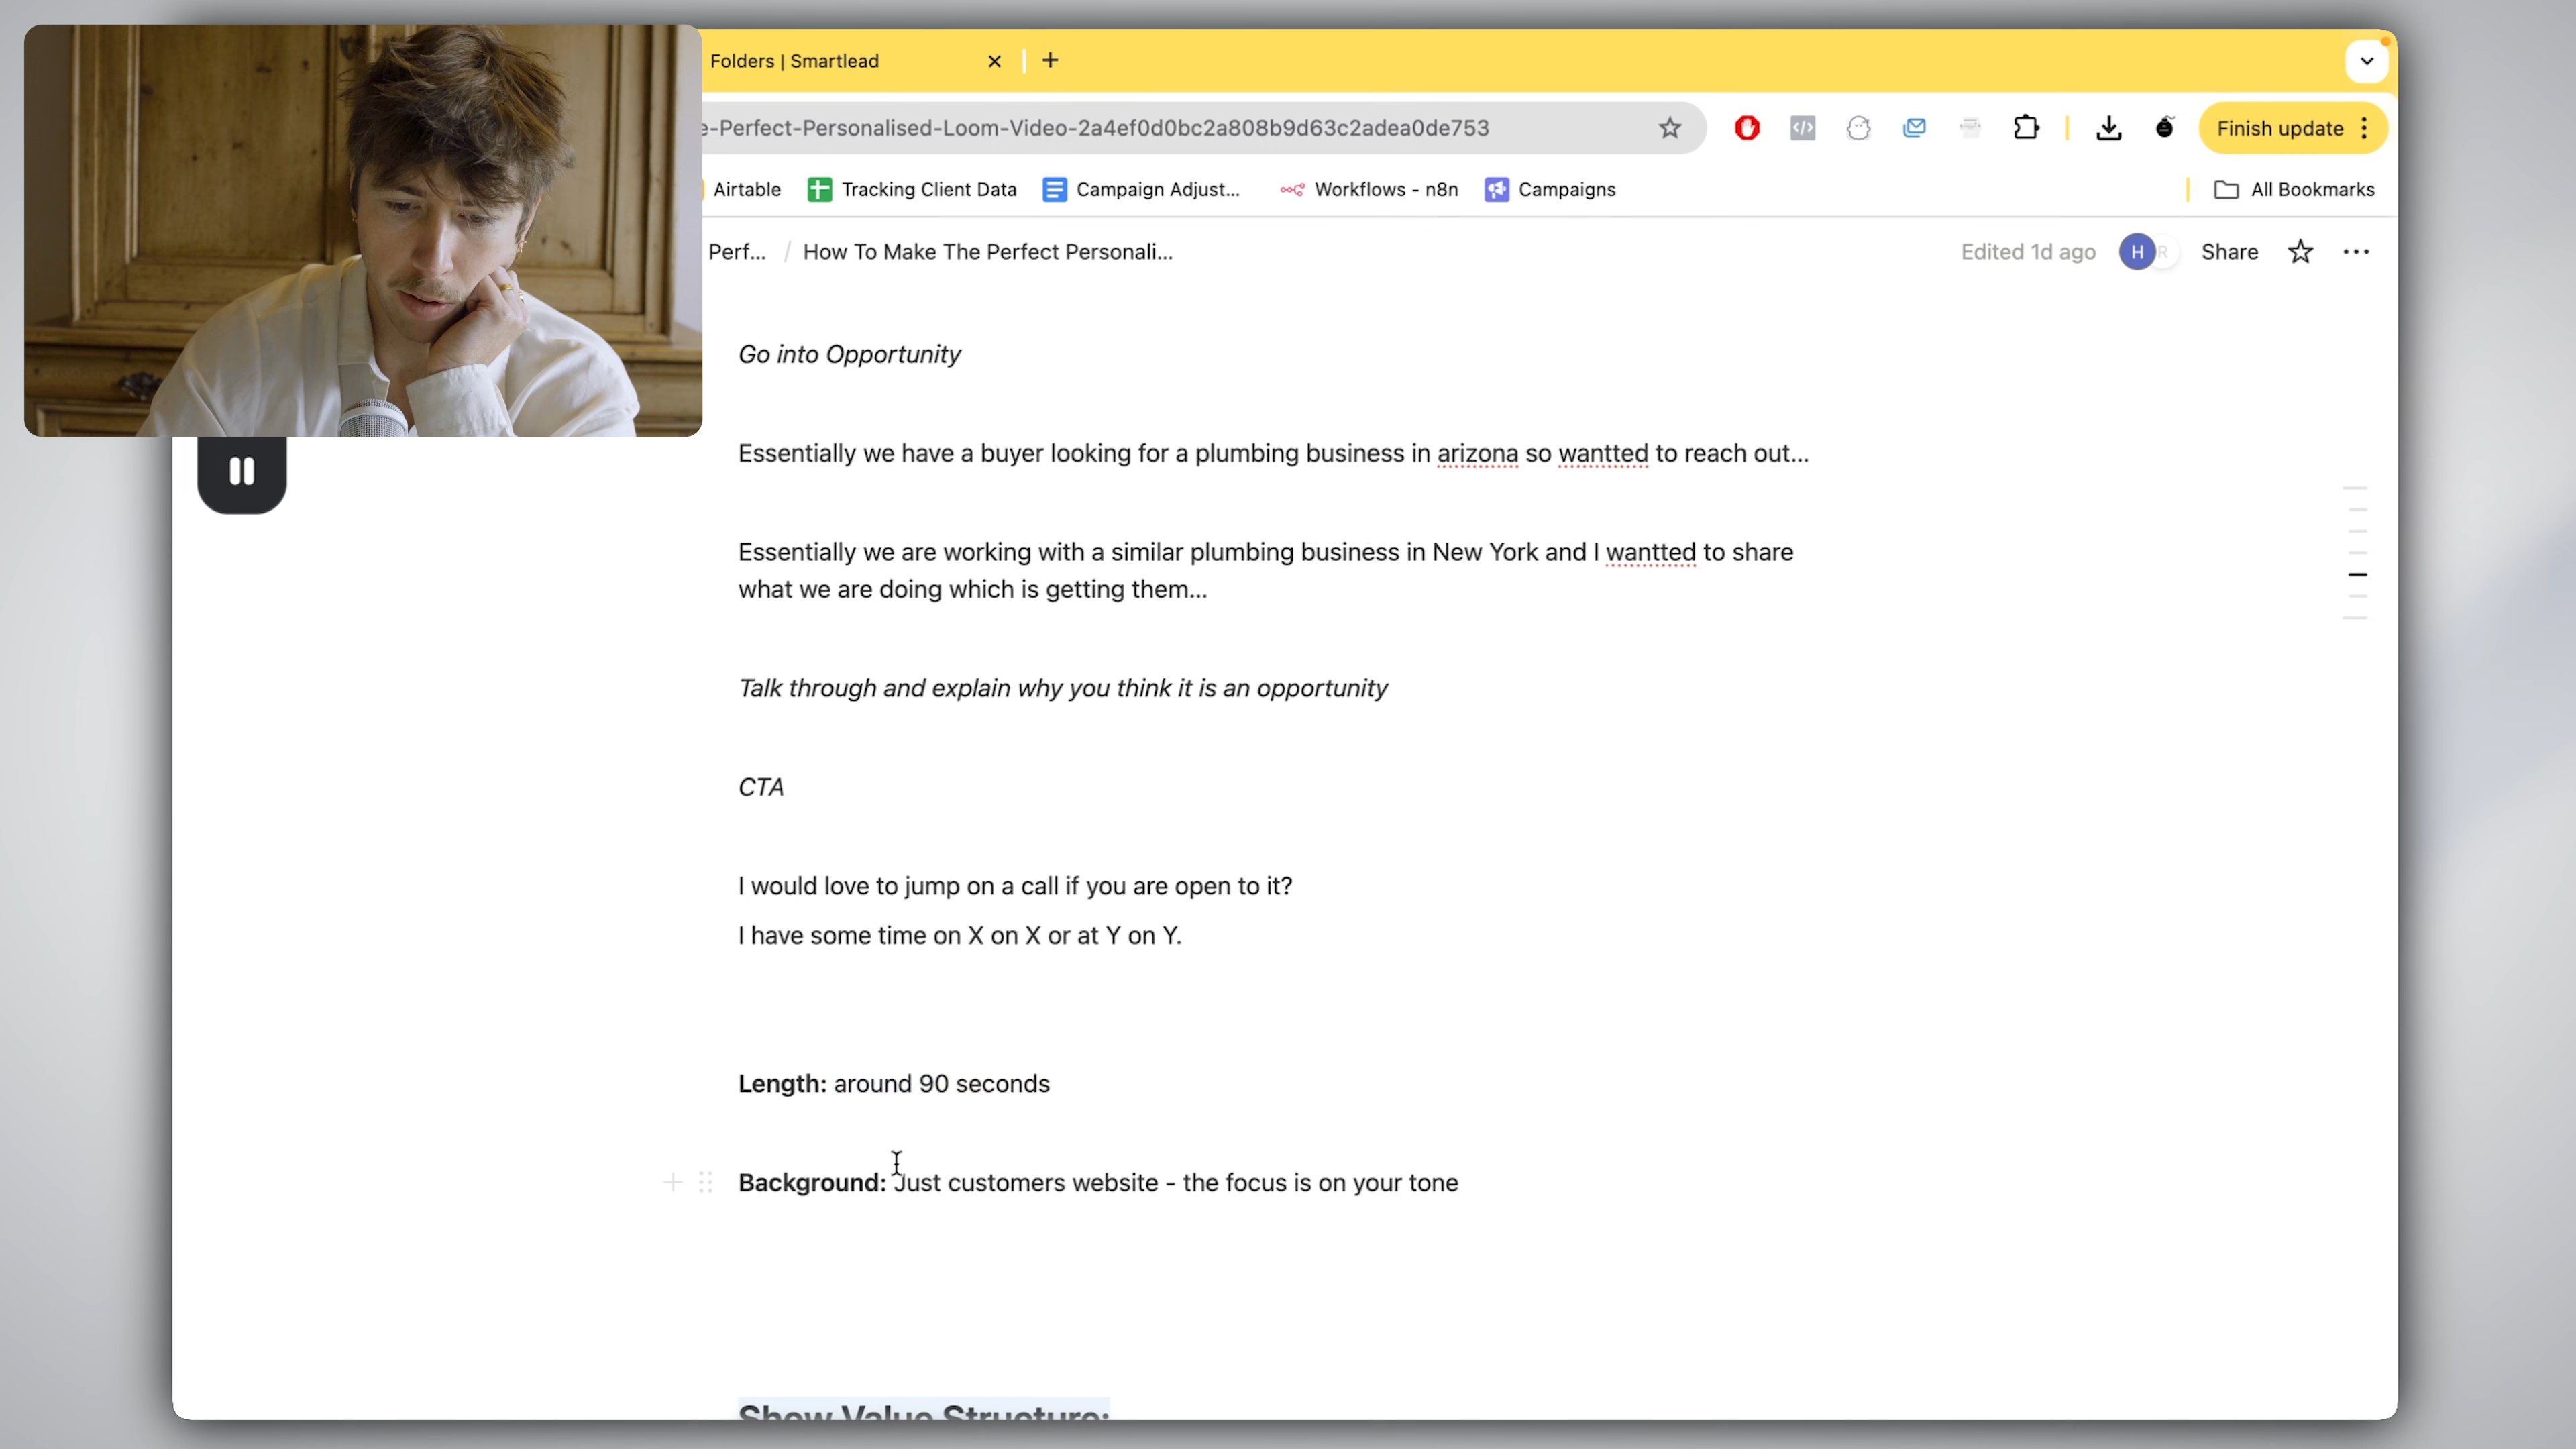 Folders | Smartlead
e-Perfect-Personalised-Loom-Video-2a4ef0d0bc2a808b9d63c2adea0de753
Finish update
Airtable
Tracking Client Data
Campaign Adjust...
Workflows - n8n
Campaigns
All Bookmarks
Perf... / How To Make The Perfect Personali...
Edited 1d ago
H
R
Share
Go into Opportunity
Essentially we have a buyer looking for a plumbing business in arizona so wantted to reach out...
Essentially we are working with a similar plumbing business in New York and I wantted to share
what we are doing which is getting them...
Talk through and explain why you think it is an opportunity
CTA
I would love to jump on a call if you are open to it?
I have some time on X on X or at Y on Y.
Length: around 90 seconds
Background: Just customers website - the focus is on your tone
Show Value Structure: